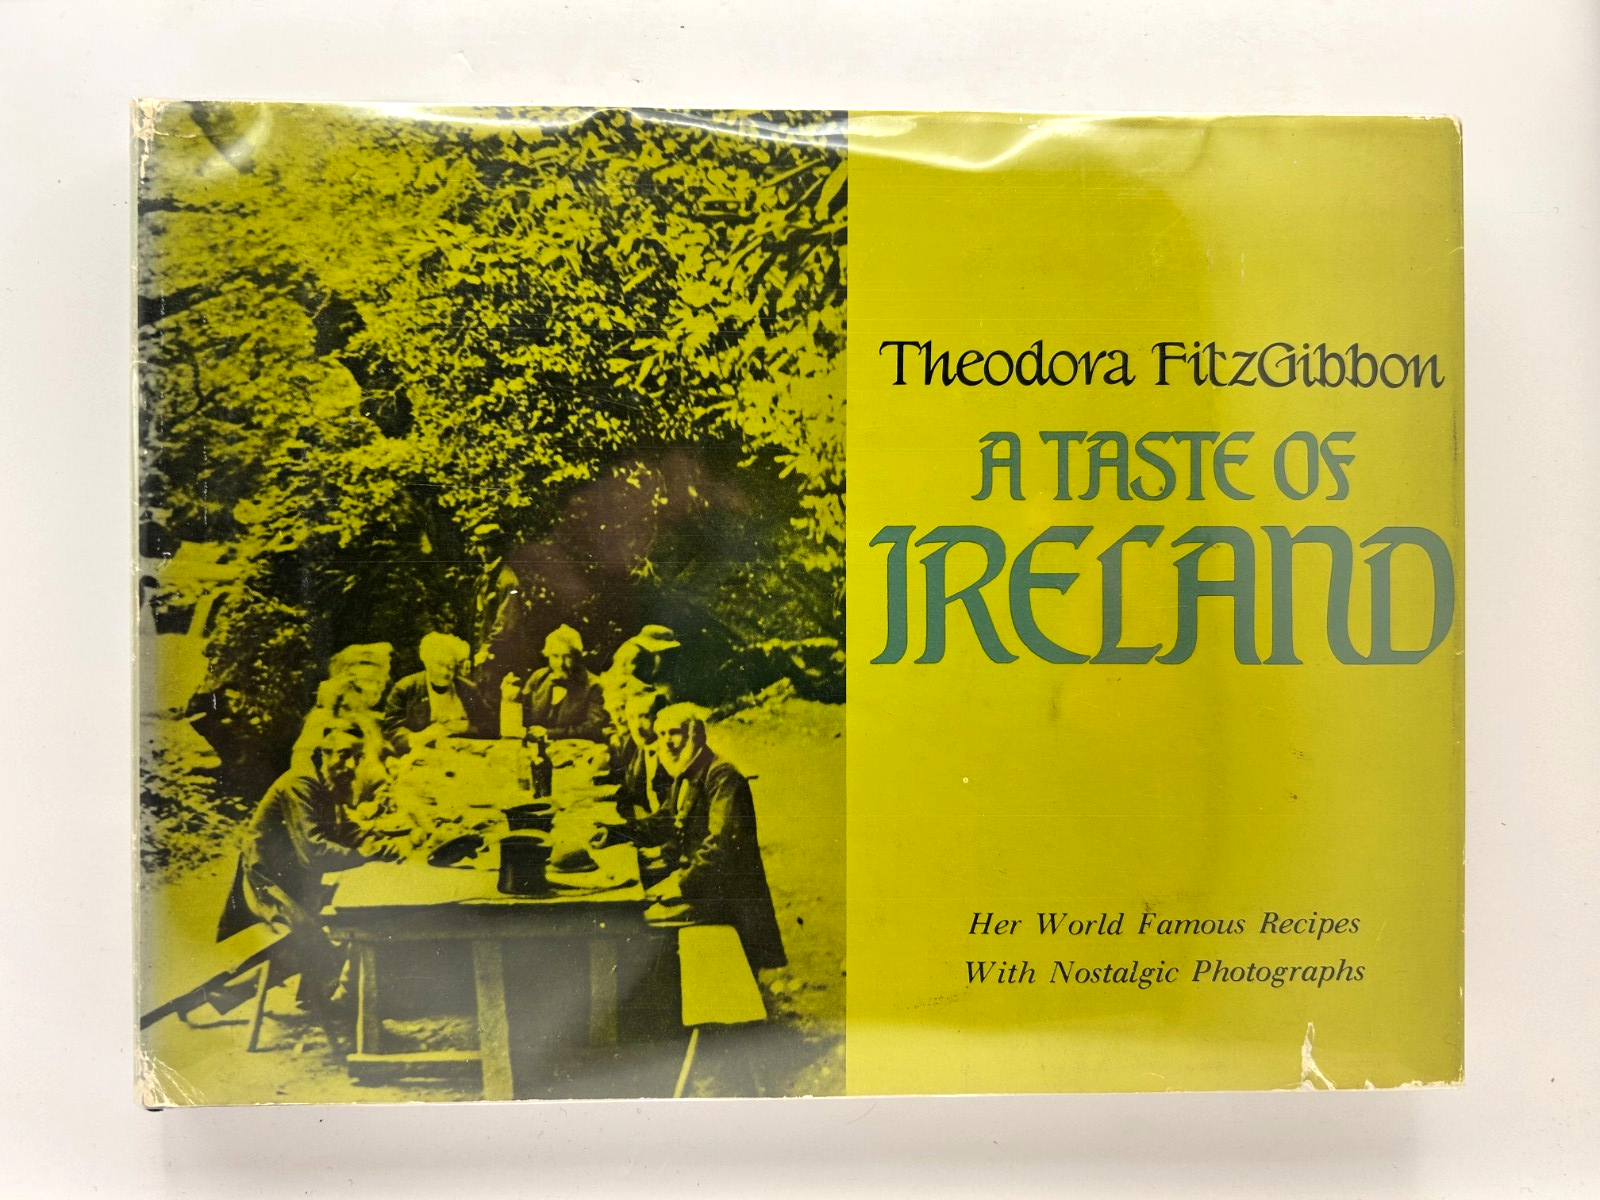 Theodora FitzGibbon
A TASTE OF
IRELAND
Her World Famous Recipes
With Nostalgic Photographs